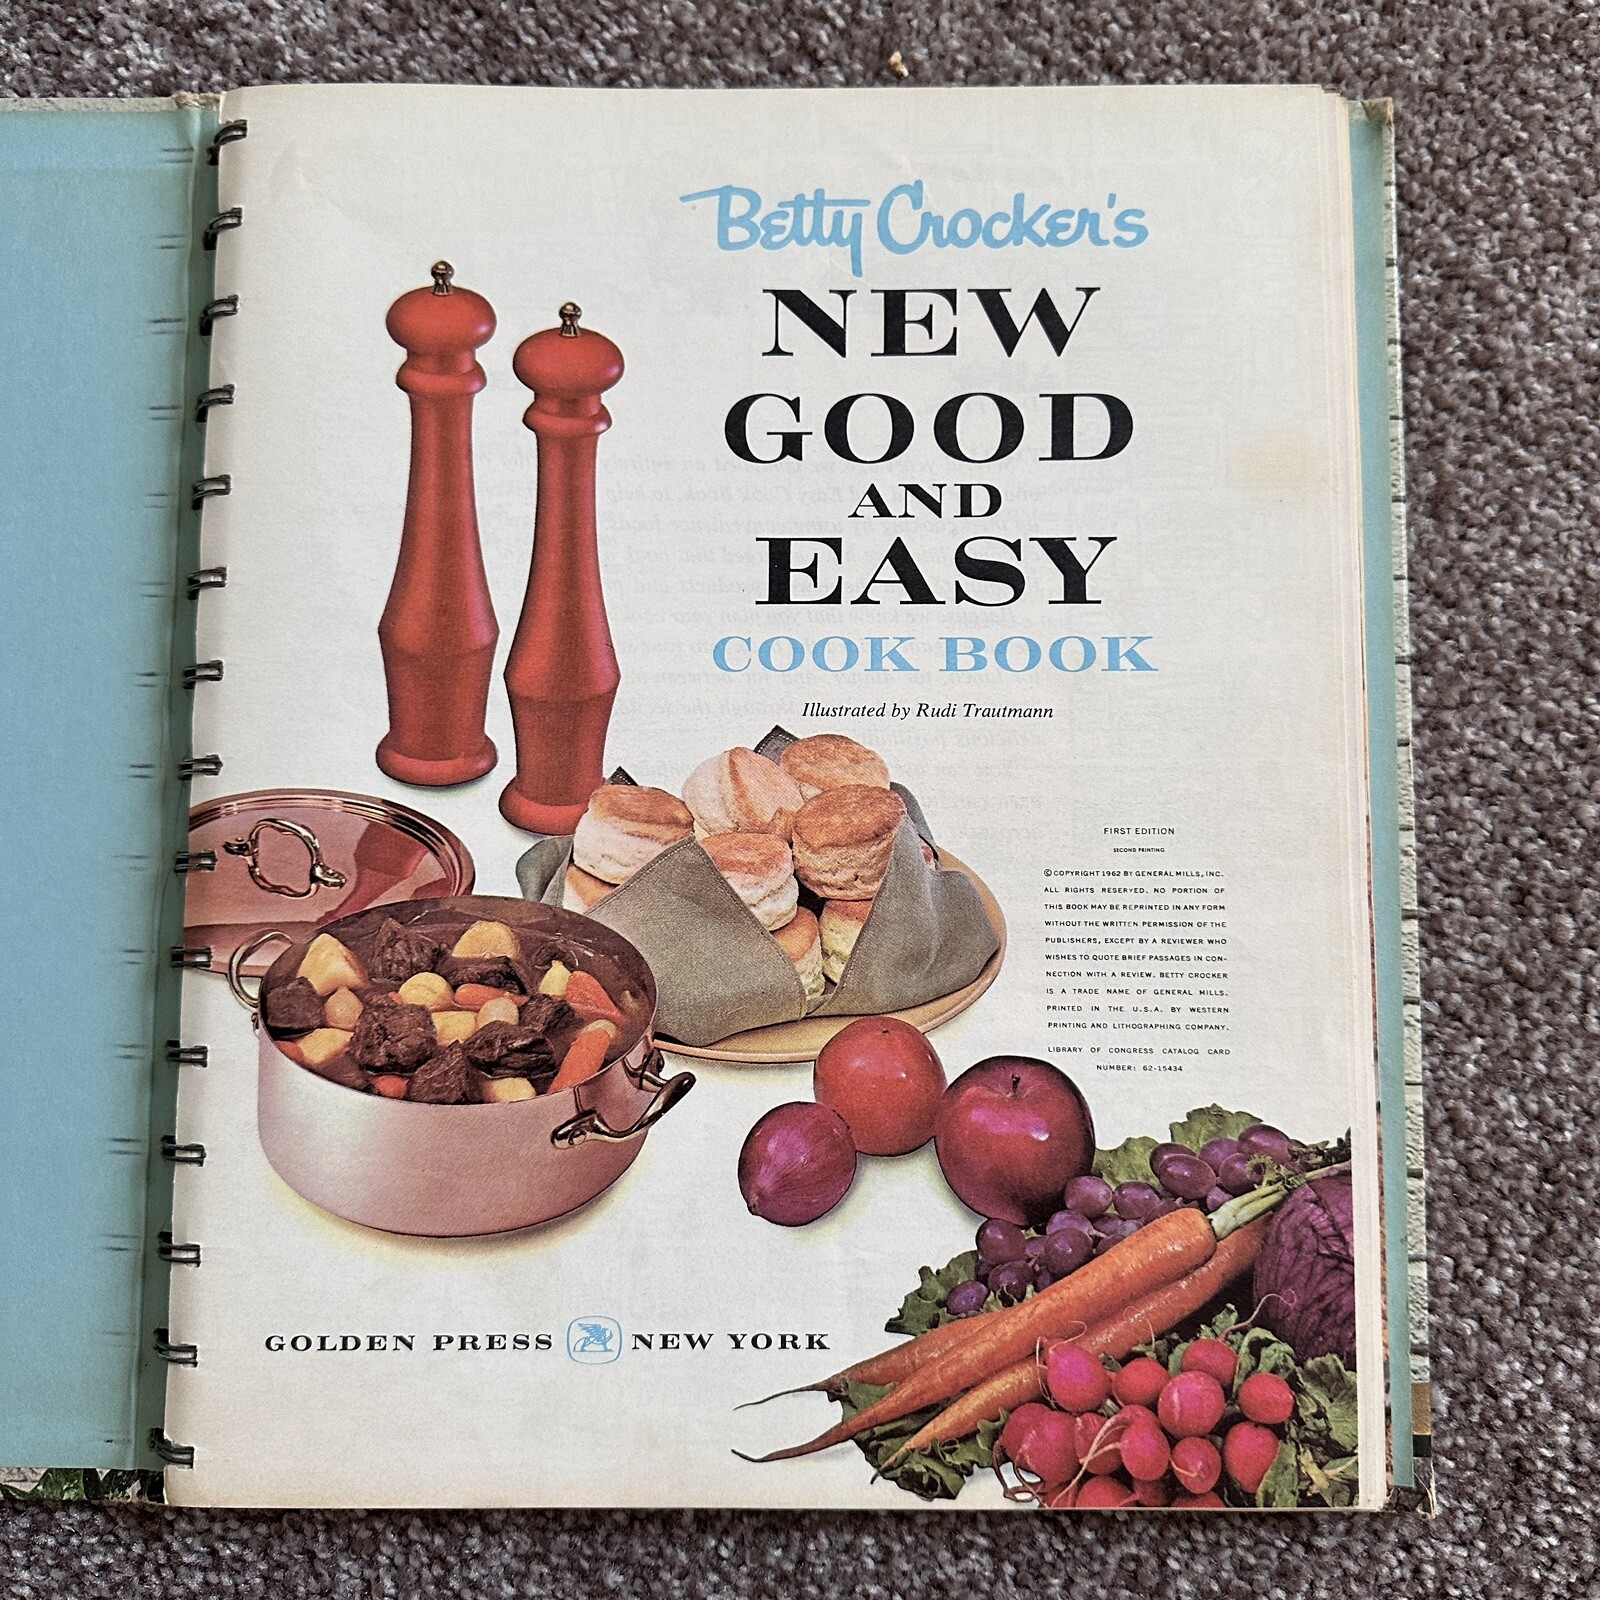 Betty Crocker's
NEW
GOOD
AND
EASY
COOK BOOK
Illustrated by Rudi Trautmann
FIRST EDITION
SECOND PRINTING
© COPYRIGHT 1962 BY GENERAL MILLS, INC.
ALL RIGHTS RESERVED. NO PORTION OF
THIS BOOK MAY BE REPRINTED IN ANY FORM
WITHOUT THE WRITTEN PERMISSION OF THE
PUBLISHERS, EXCEPT BY A REVIEWER WHO
WISHES TO QUOTE BRIEF PASSAGES IN CON-
NECTION WITH A REVIEW. BETTY CROCKER
IS A TRADE NAME OF GENERAL MILLS.
PRINTED IN THE U.S.A. BY WESTERN
PRINTING AND LITHOGRAPHING COMPANY.
LIBRARY OF CONGRESS CATALOG CARD
NUMBER: 62-15434
GOLDEN PRESS NEW YORK